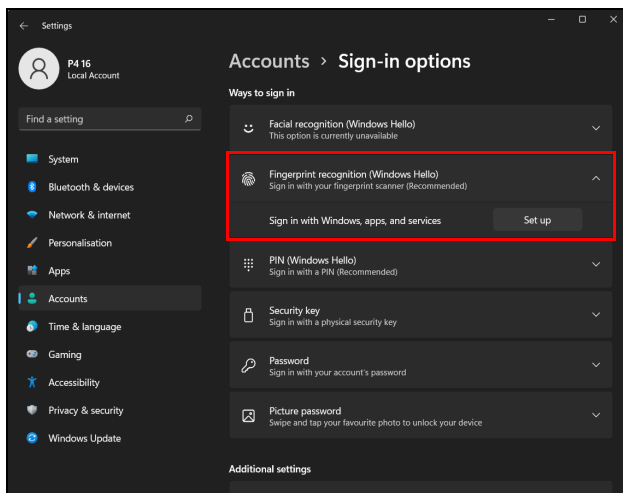 Settings
P4 16
Local Account
Find a setting
System
Bluetooth & devices
Network & internet
Personalisation
Apps
Accounts
Time & language
Gaming
Accessibility
Privacy & security
Windows Update
Accounts > Sign-in options
Ways to sign in
Facial recognition (Windows Hello)
This option is currently unavailable
Fingerprint recognition (Windows Hello)
Sign in with your fingerprint scanner (Recommended)
Sign in with Windows, apps, and services
Set up
PIN (Windows Hello)
Sign in with a PIN (Recommended)
Security key
Sign in with a physical security key
Password
Sign in with your account's password
Picture password
Swipe and tap your favourite photo to unlock your device
Additional settings